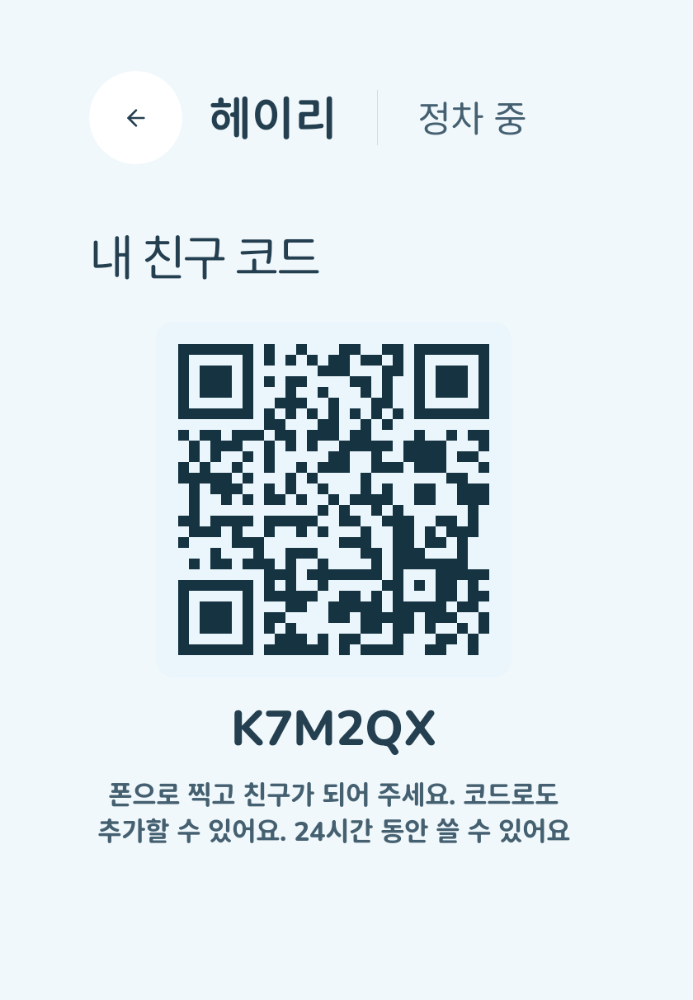 헤이리 정차 중
내 친구 코드
K7M2QX
폰으로 찍고 친구가 되어 주세요. 코드로도
추가할 수 있어요. 24시간 동안 쓸 수 있어요